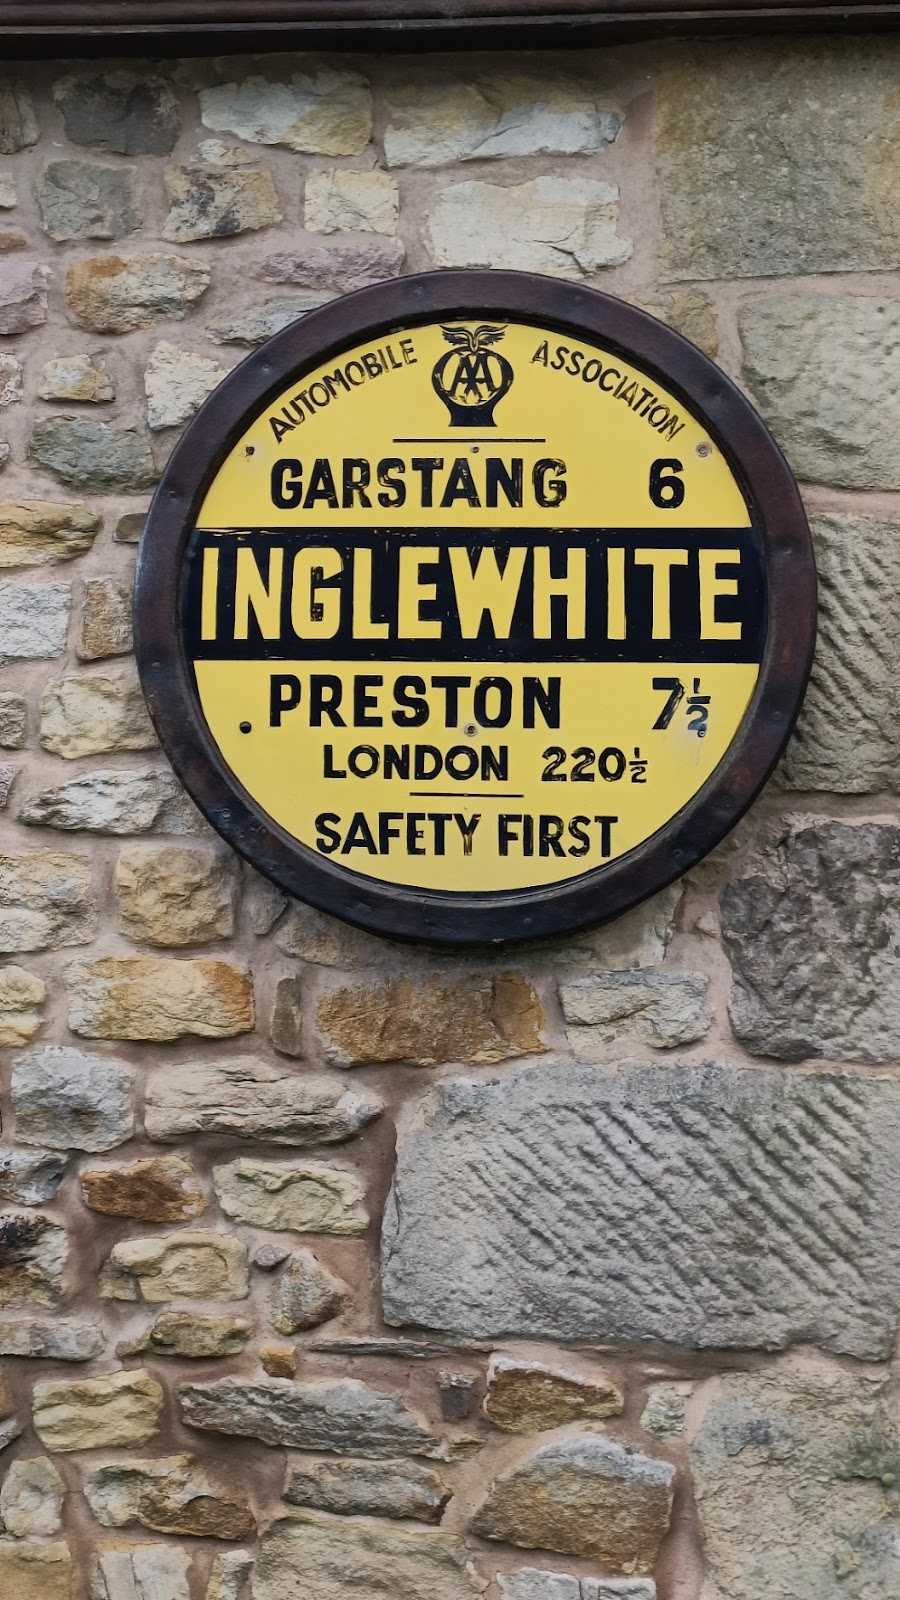 AUTOMOBILE AA ASSOCIATION
GARSTANG 6
INGLEWHITE
PRESTON 7½
LONDON 220½
SAFETY FIRST